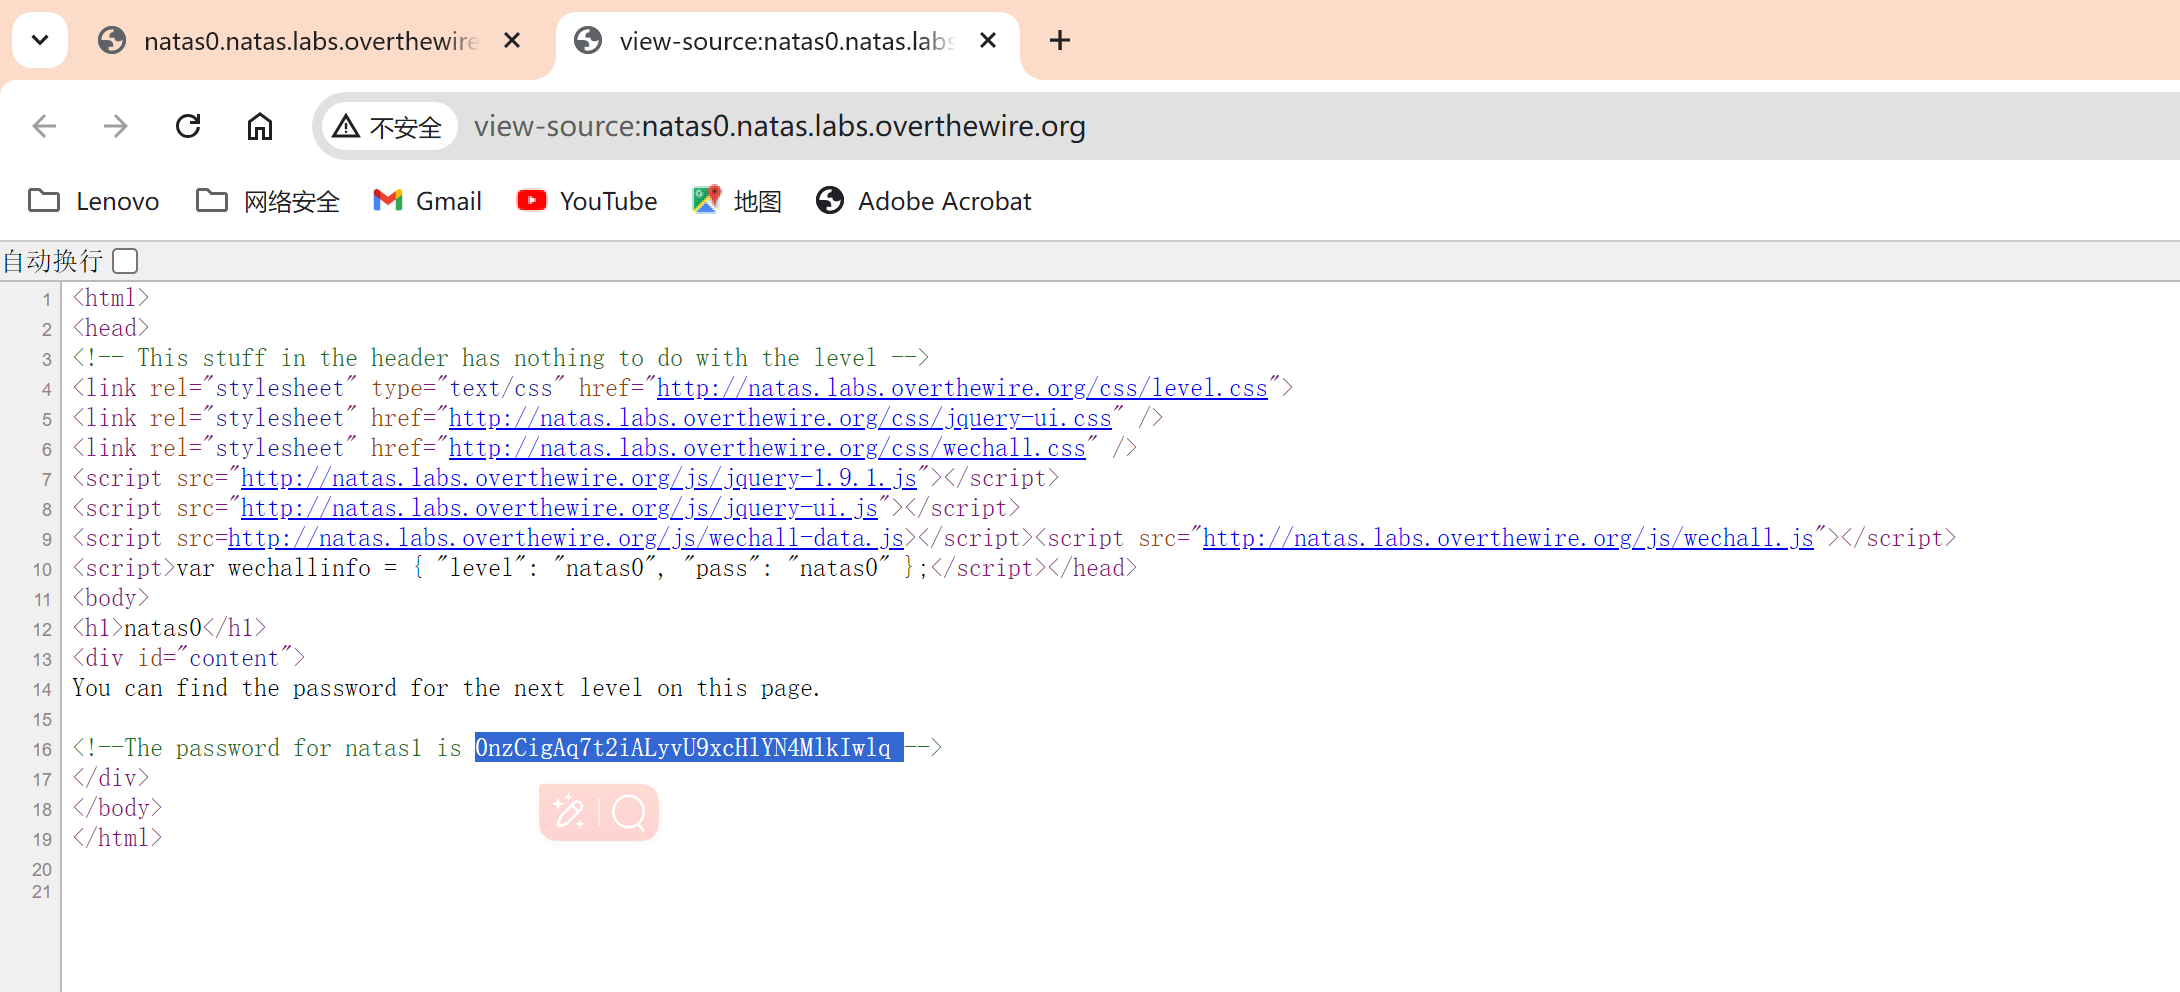 natas0.natas.labs.overthewire
view-source:natas0.natas.labs
不安全 view-source:natas0.natas.labs.overthewire.org
Lenovo 网络安全 Gmail YouTube 地图 Adobe Acrobat
自动换行
1 <html>
2 <head>
3 <!-- This stuff in the header has nothing to do with the level -->
4 <link rel="stylesheet" type="text/css" href="http://natas.labs.overthewire.org/css/level.css">
5 <link rel="stylesheet" href="http://natas.labs.overthewire.org/css/jquery-ui.css" />
6 <link rel="stylesheet" href="http://natas.labs.overthewire.org/css/wechall.css" />
7 <script src="http://natas.labs.overthewire.org/js/jquery-1.9.1.js"></script>
8 <script src="http://natas.labs.overthewire.org/js/jquery-ui.js"></script>
9 <script src=http://natas.labs.overthewire.org/js/wechall-data.js></script><script src="http://natas.labs.overthewire.org/js/wechall.js"></script>
10 <script>var wechallinfo = { "level": "natas0", "pass": "natas0" };</script></head>
11 <body>
12 <h1>natas0</h1>
13 <div id="content">
14 You can find the password for the next level on this page.
15
16 <!--The password for natas1 is 0nzCigAq7t2iALyvU9xcHlYN4MlkIwlq -->
17 </div>
18 </body>
19 </html>
20
21